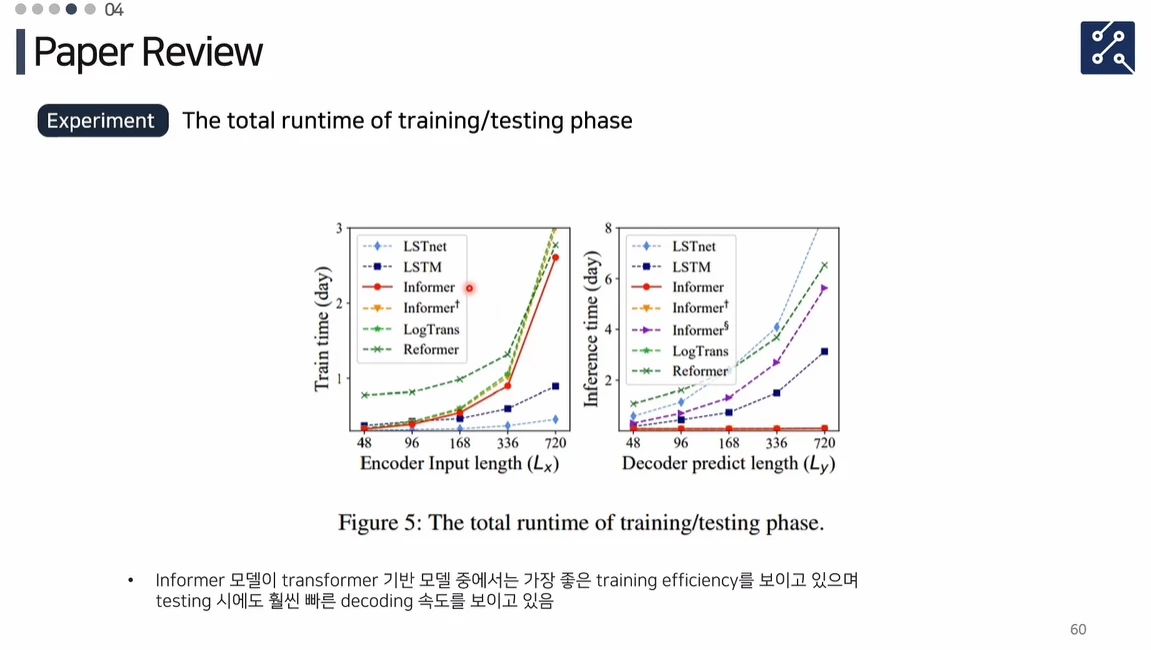 04
Paper Review
Experiment
The total runtime of training/testing phase
Train time (day)
3
2
1
LSTnet
LSTM
Informer
Informer†
LogTrans
Reformer
48 96 168 336 720
Encoder Input length (Lx)
Inference time (day)
8
6
4
2
LSTnet
LSTM
Informer
Informer†
Informer§
LogTrans
Reformer
48 96 168 336 720
Decoder predict length (Ly)
Figure 5: The total runtime of training/testing phase.
• Informer 모델이 transformer 기반 모델 중에서는 가장 좋은 training efficiency를 보이고 있으며
testing 시에도 훨씬 빠른 decoding 속도를 보이고 있음
60